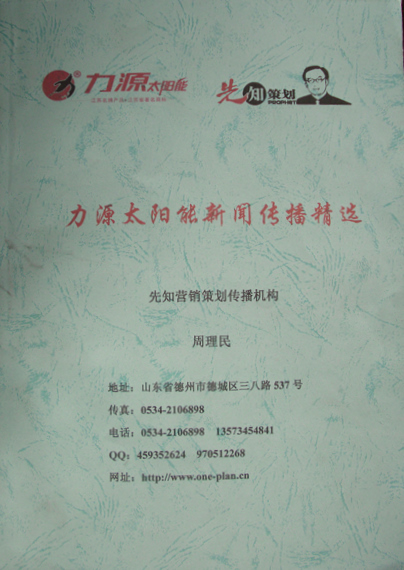 力源太阳能
先知策划
PROPHET
力源太阳能新闻传播精选
先知营销策划传播机构
周理民
地址：山东省德州市德城区三八路 537 号
传真：0534-2106898
电话：0534-2106898 13573454841
QQ：459352624 970512268
网址：http://www.one-plan.cn